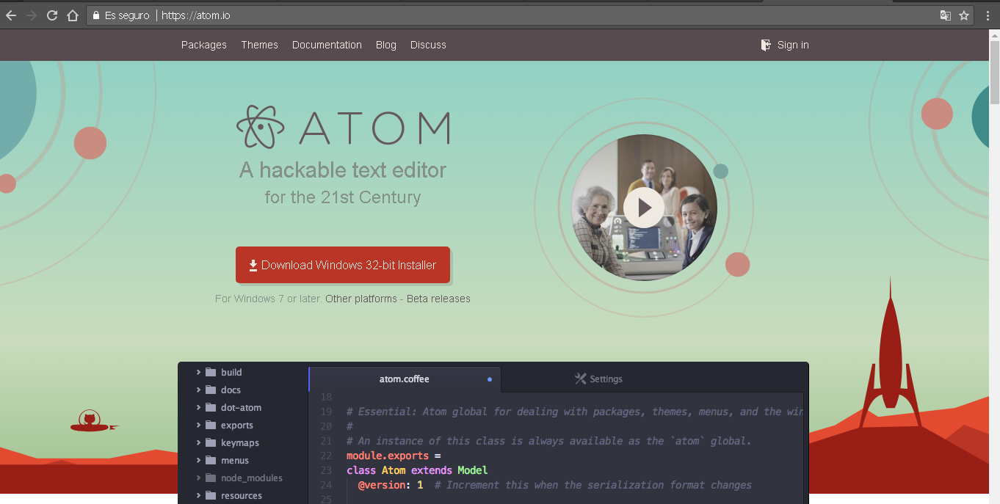 Es seguro | https://atom.io
Packages Themes Documentation Blog Discuss Sign in
ATOM
A hackable text editor
for the 21st Century
Download Windows 32-bit Installer
For Windows 7 or later. Other platforms - Beta releases
build
docs
dot-atom
exports
keymaps
menus
node_modules
resources
atom.coffee Settings
18
19 # Essential: Atom global for dealing with packages, themes, menus, and the win
20 #
21 # An instance of this class is always available as the `atom` global.
22 module.exports =
23 class Atom extends Model
24 @version: 1 # Increment this when the serialization format changes
25